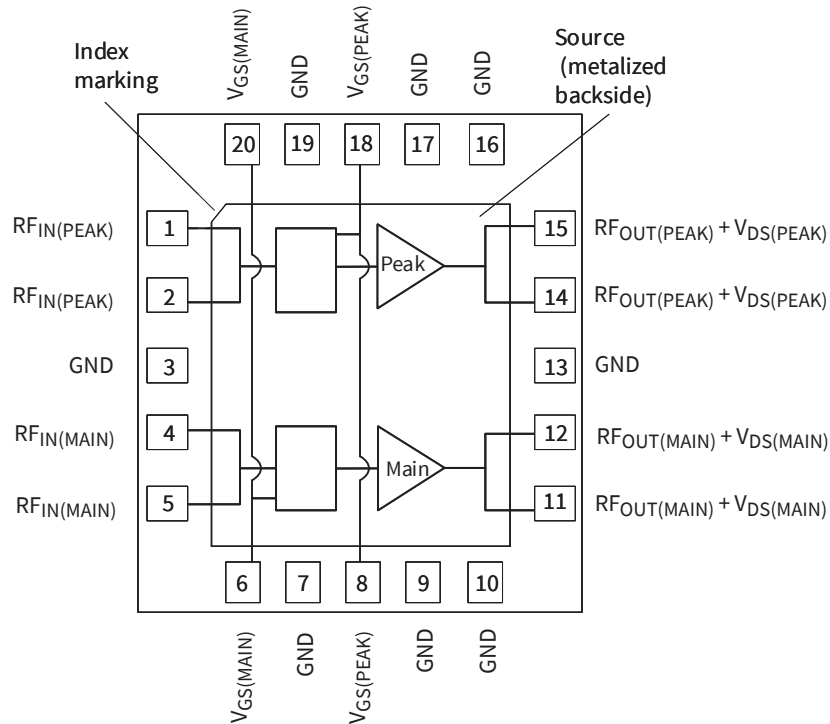 Index
marking
VGS(MAIN)
GND
VGS(PEAK)
GND
GND
Source
(metalized
backside)
20
19
18
17
16
RFIN(PEAK)
1
15
RFOUT(PEAK) + VDS(PEAK)
Peak
RFIN(PEAK)
2
14
RFOUT(PEAK) + VDS(PEAK)
GND
3
13
GND
RFIN(MAIN)
4
12
RFOUT(MAIN) + VDS(MAIN)
Main
RFIN(MAIN)
5
11
RFOUT(MAIN) + VDS(MAIN)
6
7
8
9
10
VGS(MAIN)
GND
VGS(PEAK)
GND
GND